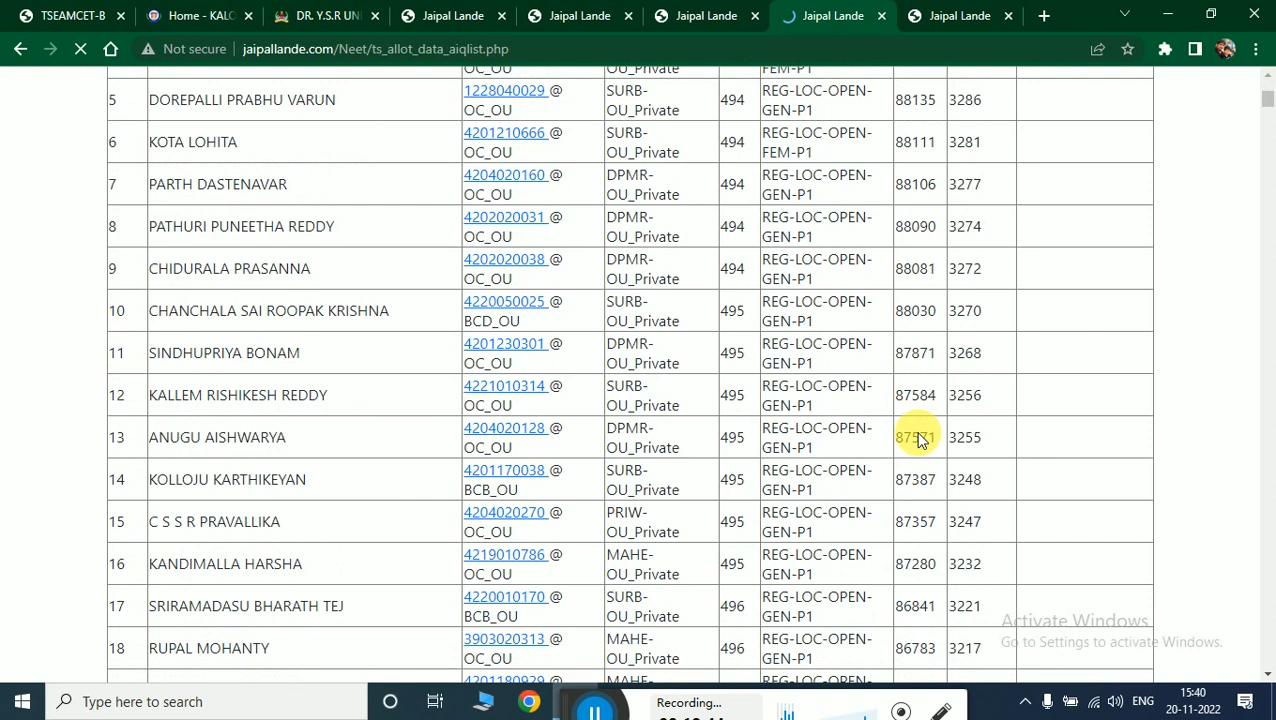 TSEAMCET-B
Home - KALO
DR. Y.S.R UNI
Jaipal Lande
Jaipal Lande
Jaipal Lande
Jaipal Lande
Jaipal Lande
Not secure jaipallande.com/Neet/ts_allot_data_aiqlist.php
OC_OU OU_Private FEM-P1
5 DOREPALLI PRABHU VARUN 1228040029 @ OC_OU SURB-OU_Private 494 REG-LOC-OPEN-GEN-P1 88135 3286
6 KOTA LOHITA 4201210666 @ OC_OU SURB-OU_Private 494 REG-LOC-OPEN-FEM-P1 88111 3281
7 PARTH DASTENAVAR 4204020160 @ OC_OU DPMR-OU_Private 494 REG-LOC-OPEN-GEN-P1 88106 3277
8 PATHURI PUNEETHA REDDY 4202020031 @ OC_OU DPMR-OU_Private 494 REG-LOC-OPEN-GEN-P1 88090 3274
9 CHIDURALA PRASANNA 4202020038 @ OC_OU DPMR-OU_Private 494 REG-LOC-OPEN-GEN-P1 88081 3272
10 CHANCHALA SAI ROOPAK KRISHNA 4220050025 @ BCD_OU SURB-OU_Private 495 REG-LOC-OPEN-GEN-P1 88030 3270
11 SINDHUPRIYA BONAM 4201230301 @ OC_OU DPMR-OU_Private 495 REG-LOC-OPEN-GEN-P1 87871 3268
12 KALLEM RISHIKESH REDDY 4221010314 @ OC_OU SURB-OU_Private 495 REG-LOC-OPEN-GEN-P1 87584 3256
13 ANUGU AISHWARYA 4204020128 @ OC_OU DPMR-OU_Private 495 REG-LOC-OPEN-GEN-P1 87571 3255
14 KOLLOJU KARTHIKEYAN 4201170038 @ BCB_OU SURB-OU_Private 495 REG-LOC-OPEN-GEN-P1 87387 3248
15 C S S R PRAVALLIKA 4204020270 @ OC_OU PRIW-OU_Private 495 REG-LOC-OPEN-GEN-P1 87357 3247
16 KANDIMALLA HARSHA 4219010786 @ OC_OU MAHE-OU_Private 495 REG-LOC-OPEN-GEN-P1 87280 3232
17 SRIRAMADASU BHARATH TEJ 4220010170 @ BCB_OU SURB-OU_Private 496 REG-LOC-OPEN-GEN-P1 86841 3221
18 RUPAL MOHANTY 3903020313 @ OC_OU MAHE-OU_Private 496 REG-LOC-OPEN-GEN-P1 86783 3217
4201180929 @ MAHE- REG-LOC-OPEN-
Activate Windows
Go to Settings to activate Windows.
Type here to search
Recording...
ENG
15:40
20-11-2022